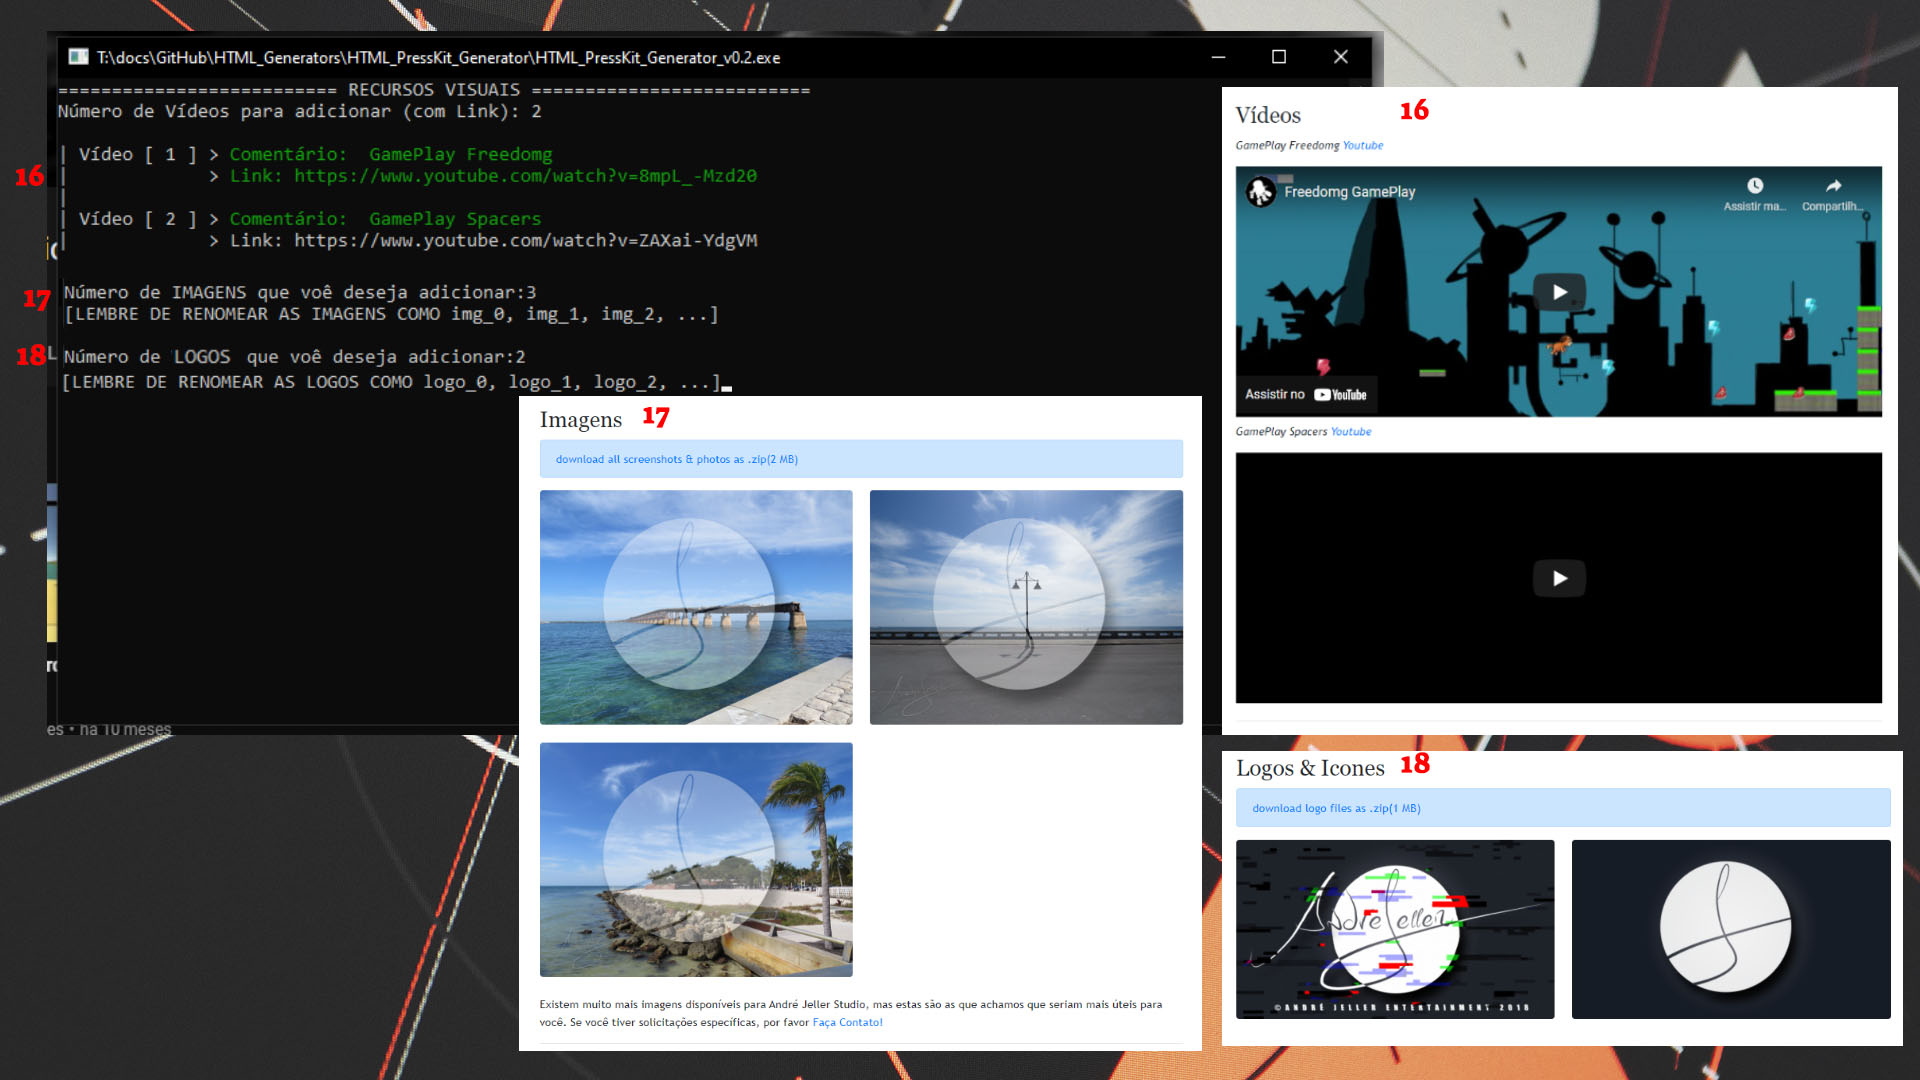 T:\docs\GitHub\HTML_Generators\HTML_PressKit_Generator\HTML_PressKit_Generator_v0.2.exe
========================== RECURSOS VISUAIS ==========================
Número de Vídeos para adicionar (com Link): 2
| Vídeo [ 1 ] > Comentário:  GamePlay Freedomg
16
| > Link: https://www.youtube.com/watch?v=8mpL_-Mzd20
|
| Vídeo [ 2 ] > Comentário:  GamePlay Spacers
| > Link: https://www.youtube.com/watch?v=ZAXai-YdgVM
17
Número de IMAGENS que voê deseja adicionar:3
[LEMBRE DE RENOMEAR AS IMAGENS COMO img_0, img_1, img_2, ...]
18
Número de LOGOS que voê deseja adicionar:2
[LEMBRE DE RENOMEAR AS LOGOS COMO logo_0, logo_1, logo_2, ...]
es • há 10 meses
Imagens 17
download all screenshots & photos as .zip(2 MB)
Existem muito mais imagens disponíveis para André Jeller Studio, mas estas são as que achamos que seriam mais úteis para
você. Se você tiver solicitações específicas, por favor Faça Contato!
Vídeos 16
GamePlay Freedomg Youtube
Freedomg GamePlay
Assistir ma...
Compartilh...
Assistir no YouTube
GamePlay Spacers Youtube
Logos & Icones 18
download logo files as .zip(1 MB)
André Jeller
©ANDRÉ JELLER ENTERTAINMENT 2018